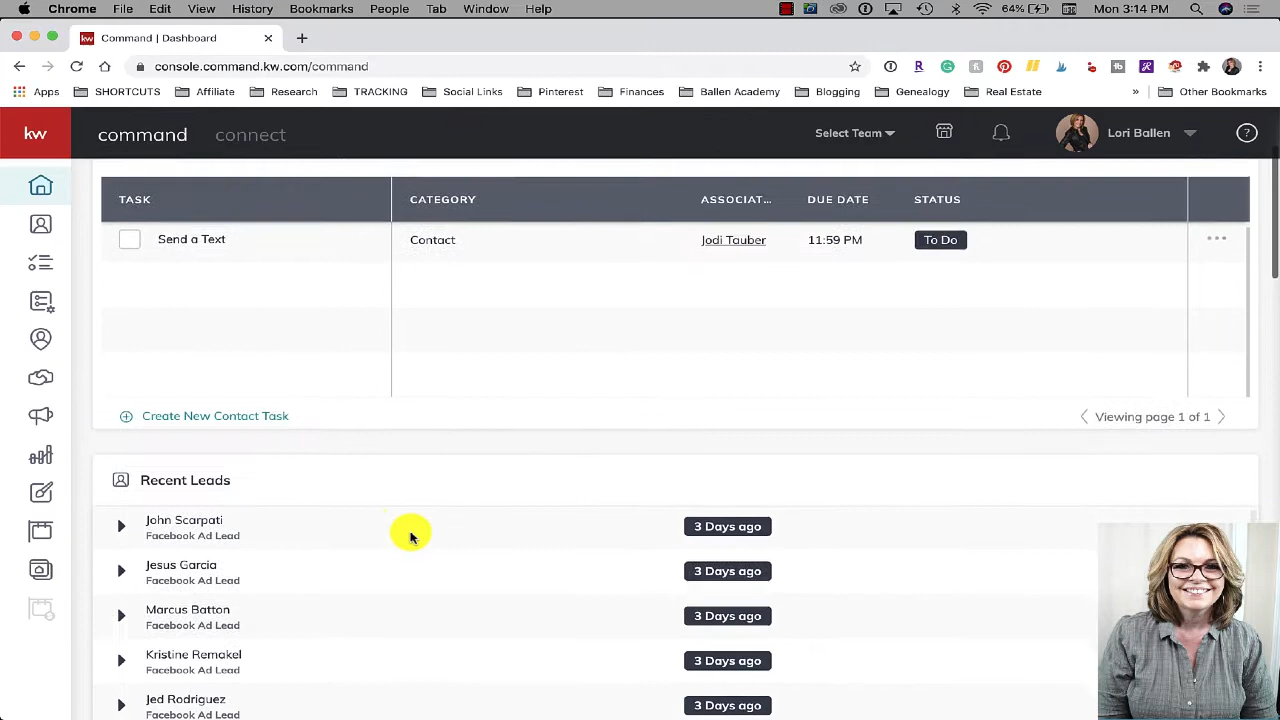 Chrome File Edit View History Bookmarks People Tab Window Help 64% Mon 3:14 PM
kw Command | Dashboard
console.command.kw.com/command
Apps SHORTCUTS Affiliate Research TRACKING Social Links Pinterest Finances Ballen Academy Blogging Genealogy Real Estate » Other Bookmarks
kw command connect Select Team Lori Ballen ?
TASK CATEGORY ASSOCIAT... DUE DATE STATUS
Send a Text Contact Jodi Tauber 11:59 PM To Do ...
Create New Contact Task Viewing page 1 of 1
Recent Leads
John Scarpati
Facebook Ad Lead
3 Days ago
Jesus Garcia
Facebook Ad Lead
3 Days ago
Marcus Batton
Facebook Ad Lead
3 Days ago
Kristine Remakel
Facebook Ad Lead
3 Days ago
Jed Rodriguez
Facebook Ad Lead
3 Days ago